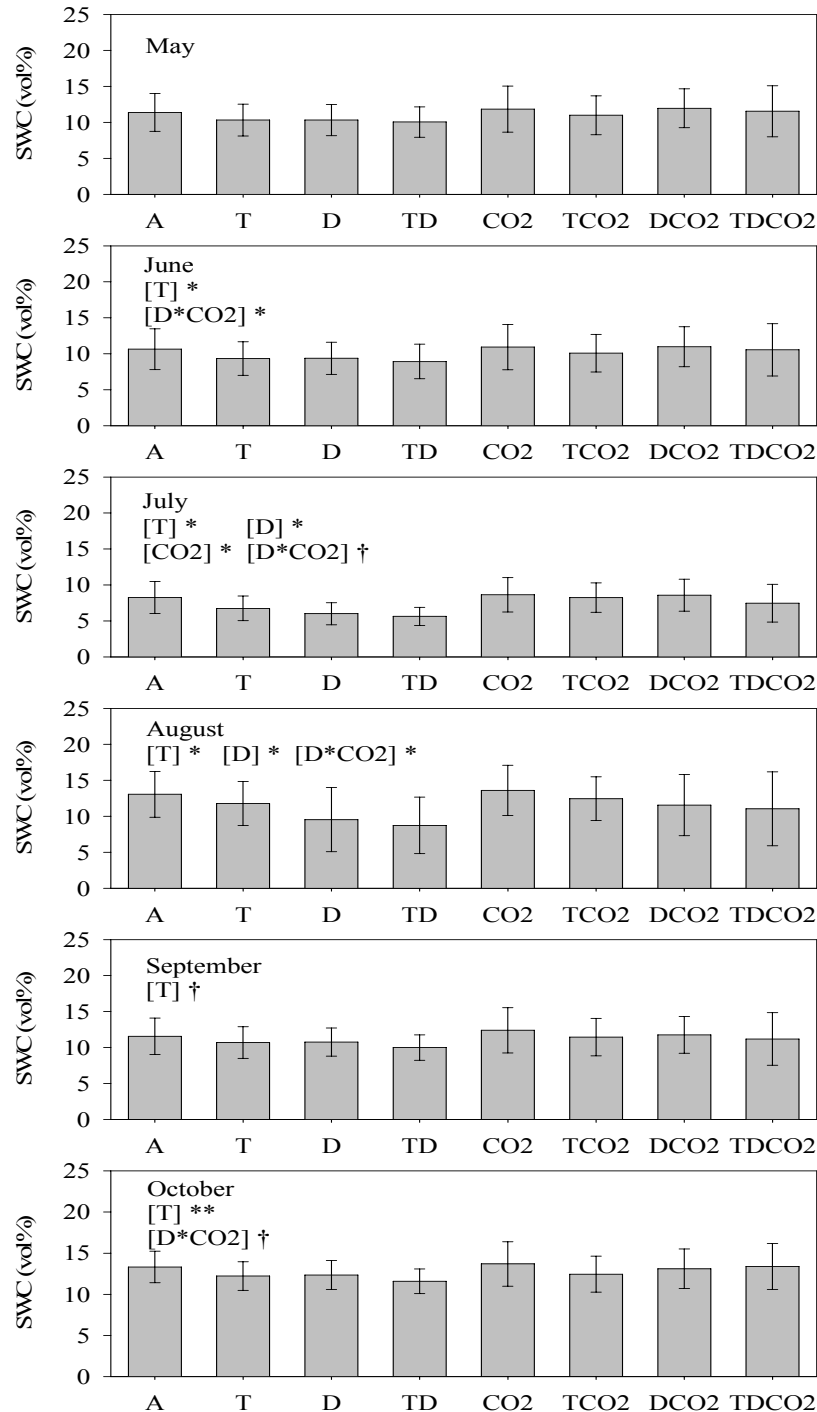 May
SWC (vol%)
25
20
15
10
5
0
A T D TD CO2 TCO2 DCO2 TDCO2
June
[T] *
[D*CO2] *
SWC (vol%)
25
20
15
10
5
0
A T D TD CO2 TCO2 DCO2 TDCO2
July
[T] * [D] *
[CO2] * [D*CO2] †
SWC (vol%)
25
20
15
10
5
0
A T D TD CO2 TCO2 DCO2 TDCO2
August
[T] * [D] * [D*CO2] *
SWC (vol%)
25
20
15
10
5
0
A T D TD CO2 TCO2 DCO2 TDCO2
September
[T] †
SWC (vol%)
25
20
15
10
5
0
A T D TD CO2 TCO2 DCO2 TDCO2
October
[T] **
[D*CO2] †
SWC (vol%)
25
20
15
10
5
0
A T D TD CO2 TCO2 DCO2 TDCO2